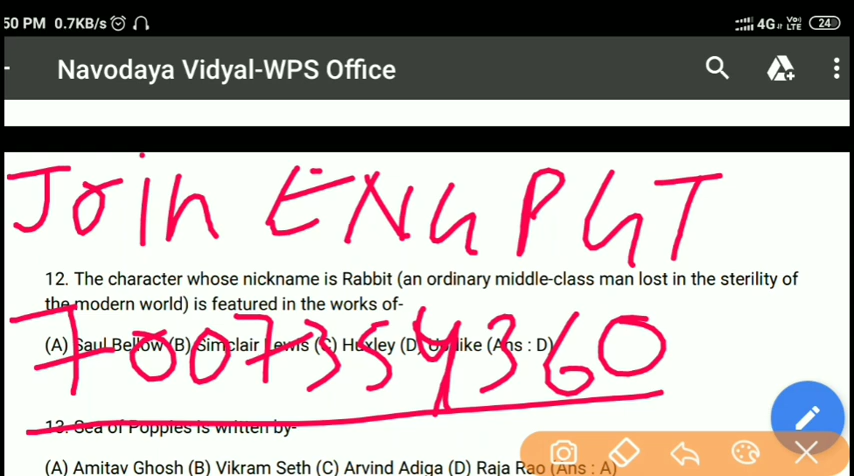 50 PM 0.7KB/s 4G Vo) LTE 24
Navodaya Vidyal-WPS Office
JOIN ENG PGT
12. The character whose nickname is Rabbit (an ordinary middle-class man lost in the sterility of
the modern world) is featured in the works of-
7007354360
(A) Saul Bellow (B) Simclair Lewis (C) Huxley (D) Updike (Ans : D)
13. Sea of Poppies is written by-
(A) Amitav Ghosh (B) Vikram Seth (C) Arvind Adiga (D) Raja Rao (Ans : A)